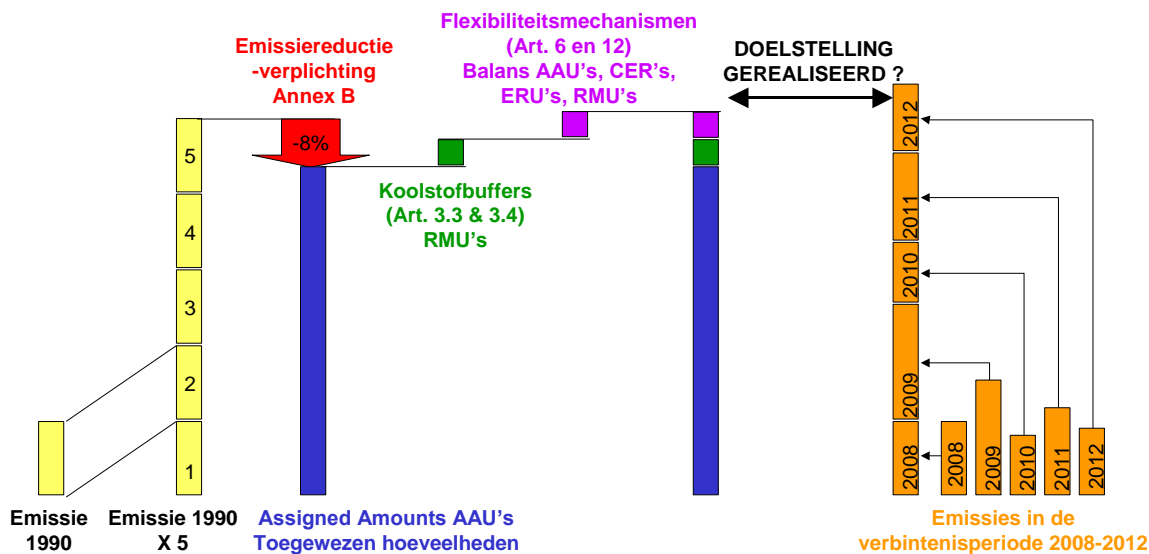 Flexibiliteitsmechanismen
(Art. 6 en 12)
Balans AAU's, CER's,
ERU's, RMU's
Emissiereductie
-verplichting
Annex B
DOELSTELLING
GEREALISEERD ?
-8%
Koolstofbuffers
(Art. 3.3 & 3.4)
RMU's
5
4
3
2
1
2012
2011
2010
2009
2008
2008
2009
2010
2011
2012
Emissie
1990
Emissie 1990
X 5
Assigned Amounts AAU's
Toegewezen hoeveelheden
Emissies in de
verbintenisperiode 2008-2012